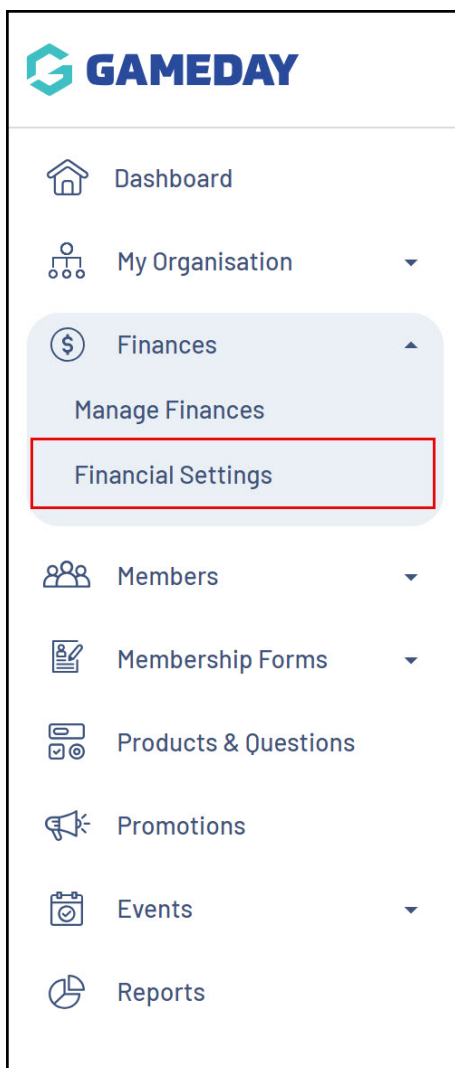 GAMEDAY
Dashboard
My Organisation
Finances
Manage Finances
Financial Settings
Members
Membership Forms
Products & Questions
Promotions
Events
Reports